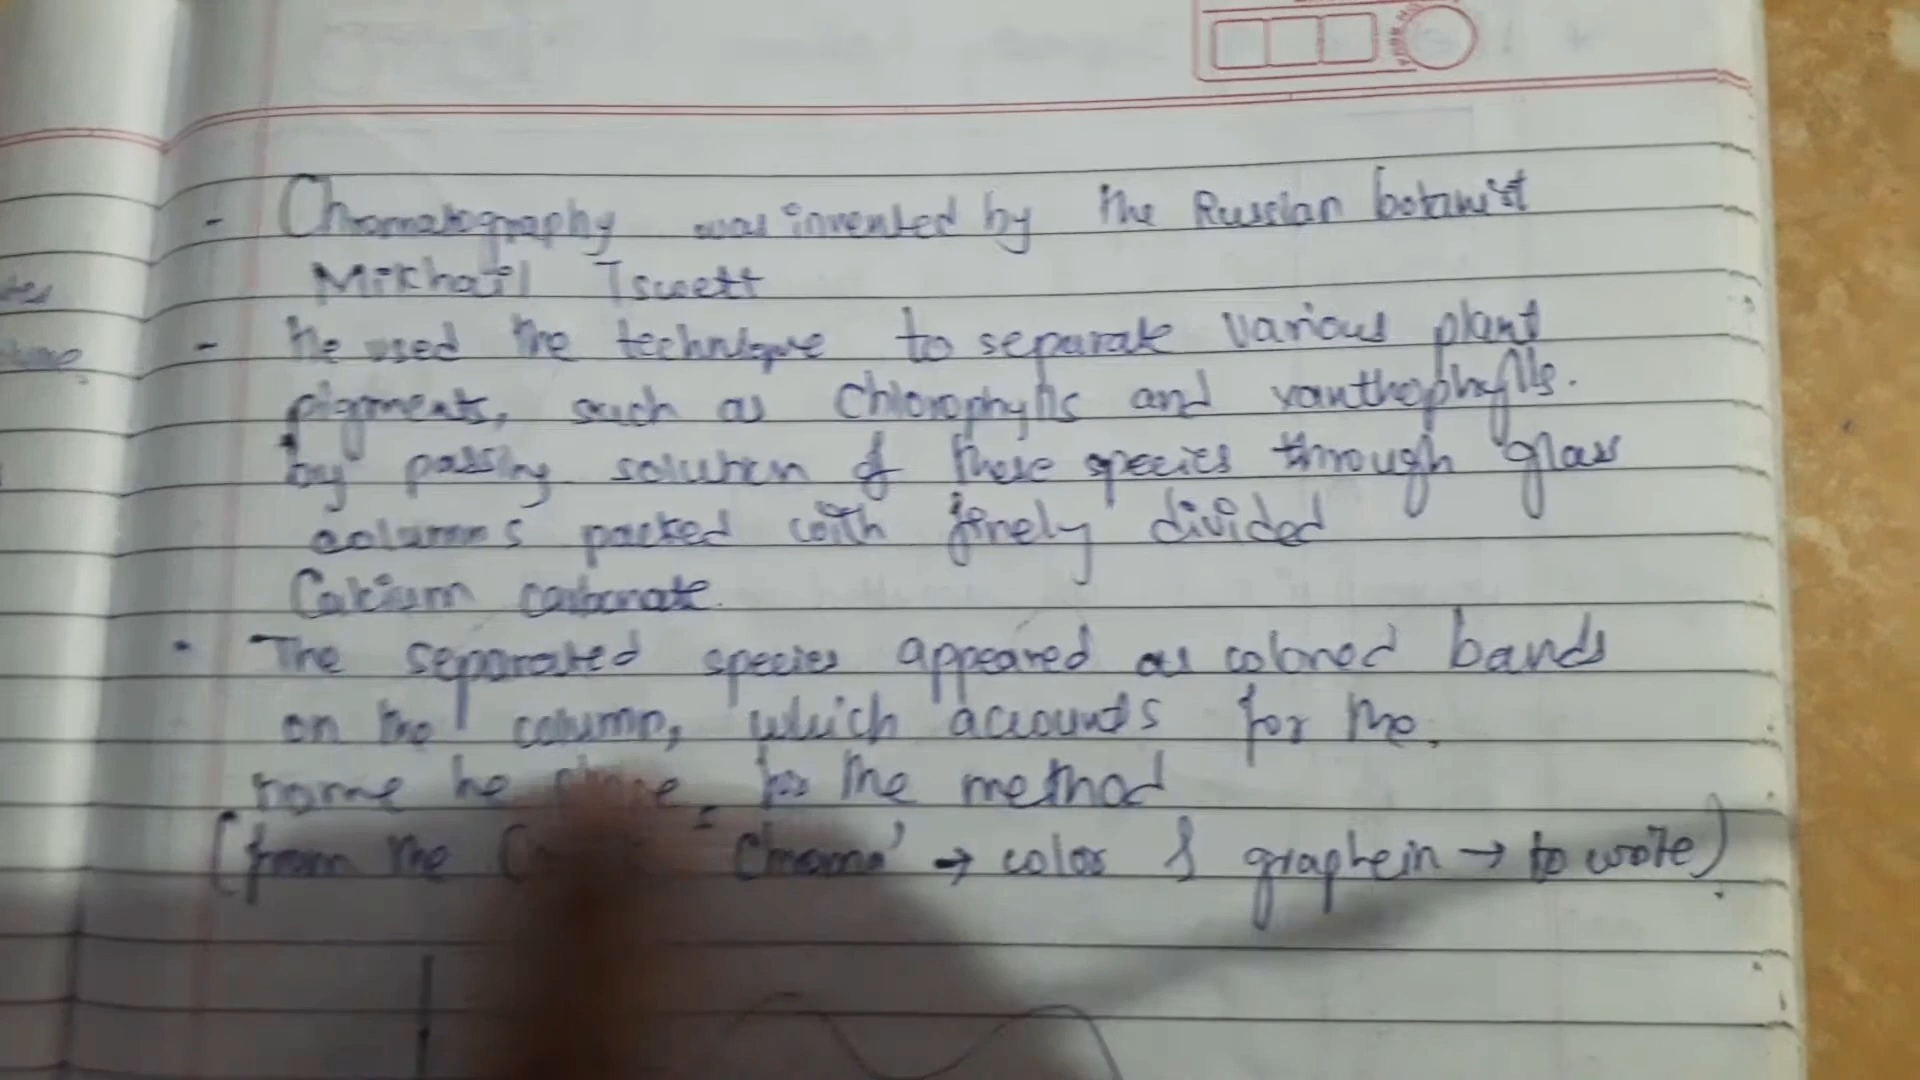 - Chromatography was invented by the Russian botanist
Mikhail Tswett
- he used the technique to separate various plant
pigments, such as Chlorophylls and xanthophylls.
by passing solution of these species through glass
columns packed with finely divided
Calcium carbonate.
- The separated species appeared as colored bands
on the column, which accounts for the
name he for the method
(from the Chroma' → color & graphein → to write)